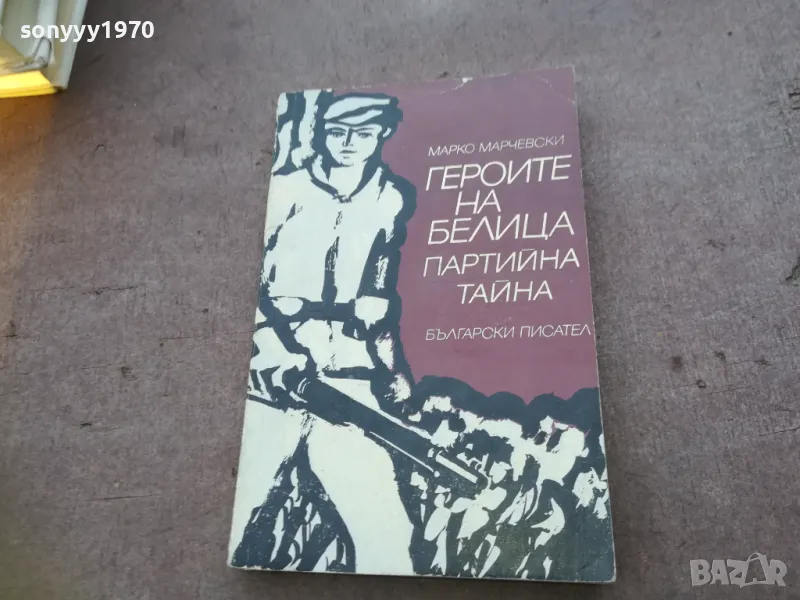 sonyyy1970
МАРКО МАРЧЕВСКИ
ГЕРОИТЕ
НА
БЕЛИЦА
ПАРТИЙНА
ТАЙНА
БЪЛГАРСКИ ПИСАТЕЛ
BAZAR